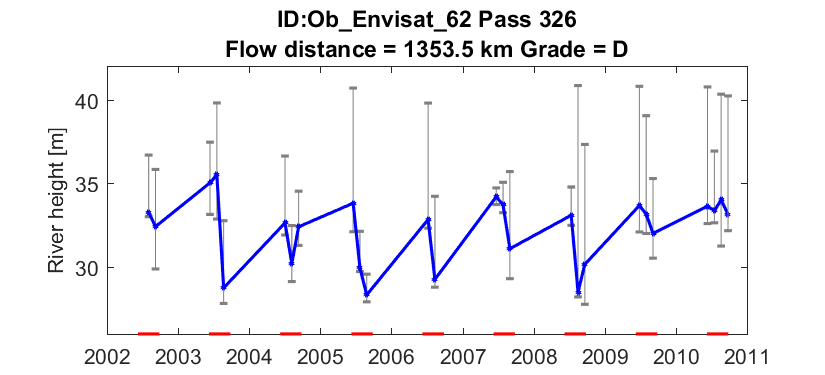 ID:Ob_Envisat_62 Pass 326
Flow distance = 1353.5 km Grade = D
River height [m]
40
35
30
2002 2003 2004 2005 2006 2007 2008 2009 2010 2011